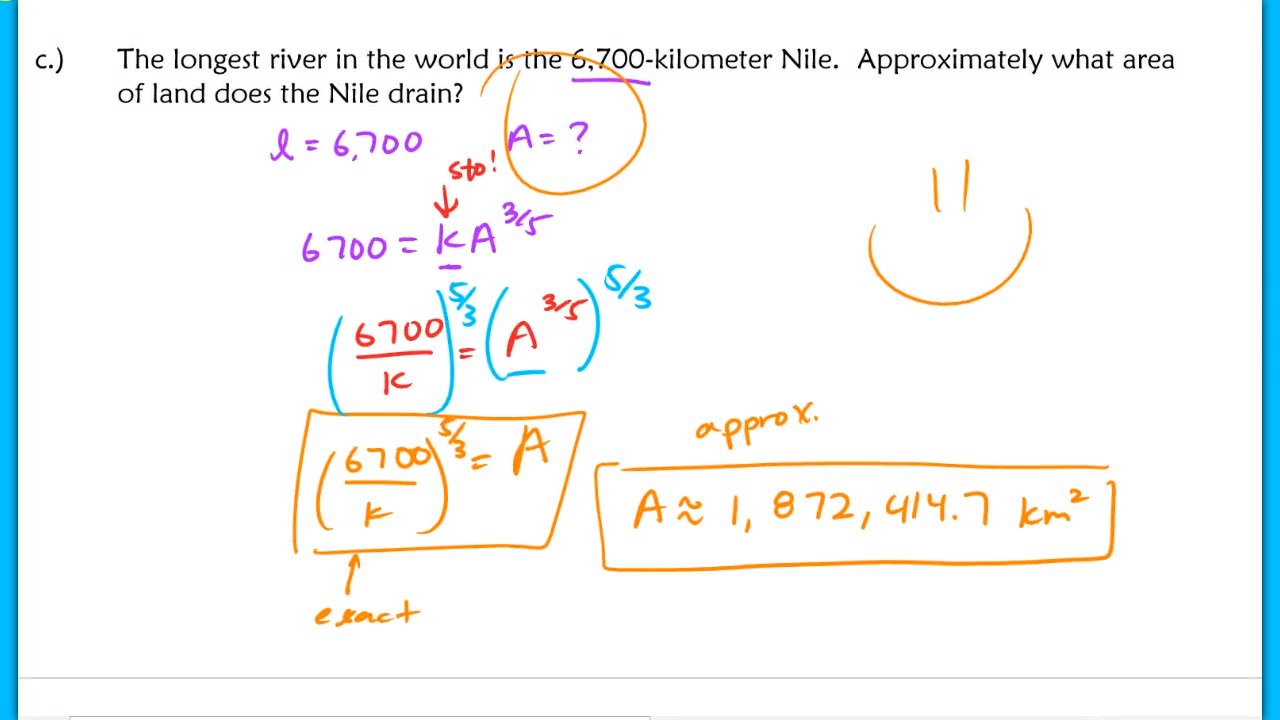 c.) The longest river in the world is the 6,700-kilometer Nile. Approximately what area
of land does the Nile drain?
l = 6,700 A = ?
sto!
6700 = kA^3/5
(6700/k)^5/3 = (A^3/5)^5/3
(6700/k)^5/3 = A
approx.
A ≈ 1,872,414.7 km²
exact